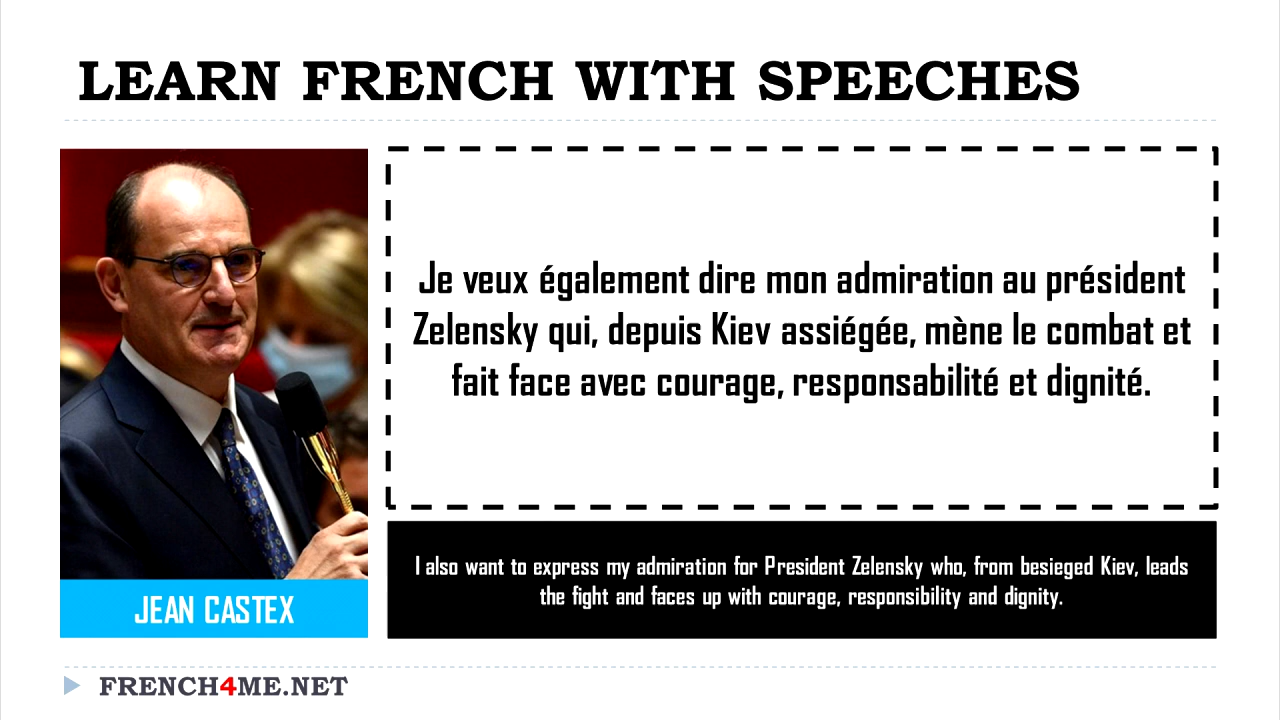 LEARN FRENCH WITH SPEECHES
Je veux également dire mon admiration au président
Zelensky qui, depuis Kiev assiégée, mène le combat et
fait face avec courage, responsabilité et dignité.
I also want to express my admiration for President Zelensky who, from besieged Kiev, leads
the fight and faces up with courage, responsibility and dignity.
JEAN CASTEX
FRENCH4ME.NET